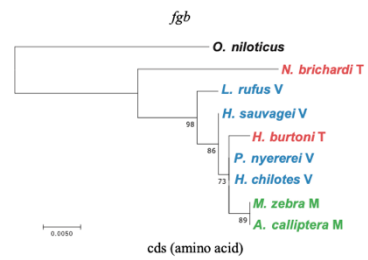 fgb
O. niloticus
N. brichardi T
L. rufus V
98
H. sauvagei V
86
H. burtoni T
P. nyererei V
73
H. chilotes V
M. zebra M
89
A. calliptera M
0.0050
cds (amino acid)